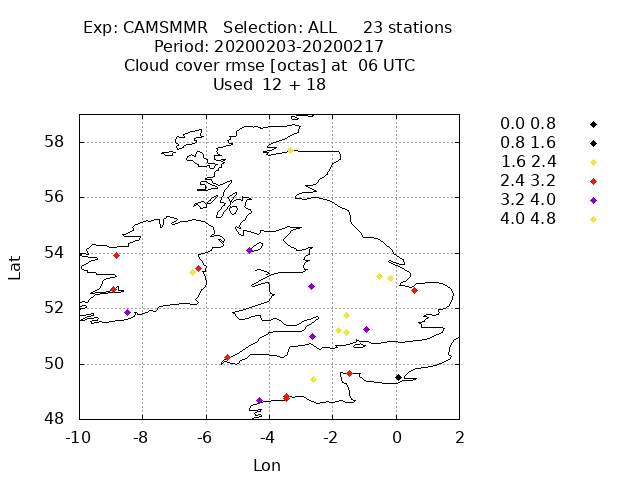 Exp: CAMSMMR   Selection: ALL     23 stations
Period: 20200203-20200217
Cloud cover rmse [octas] at  06 UTC
Used  12 + 18
0.0 0.8
0.8 1.6
1.6 2.4
2.4 3.2
3.2 4.0
4.0 4.8
58
56
54
52
50
48
Lat
-10 -8 -6 -4 -2 0 2
Lon